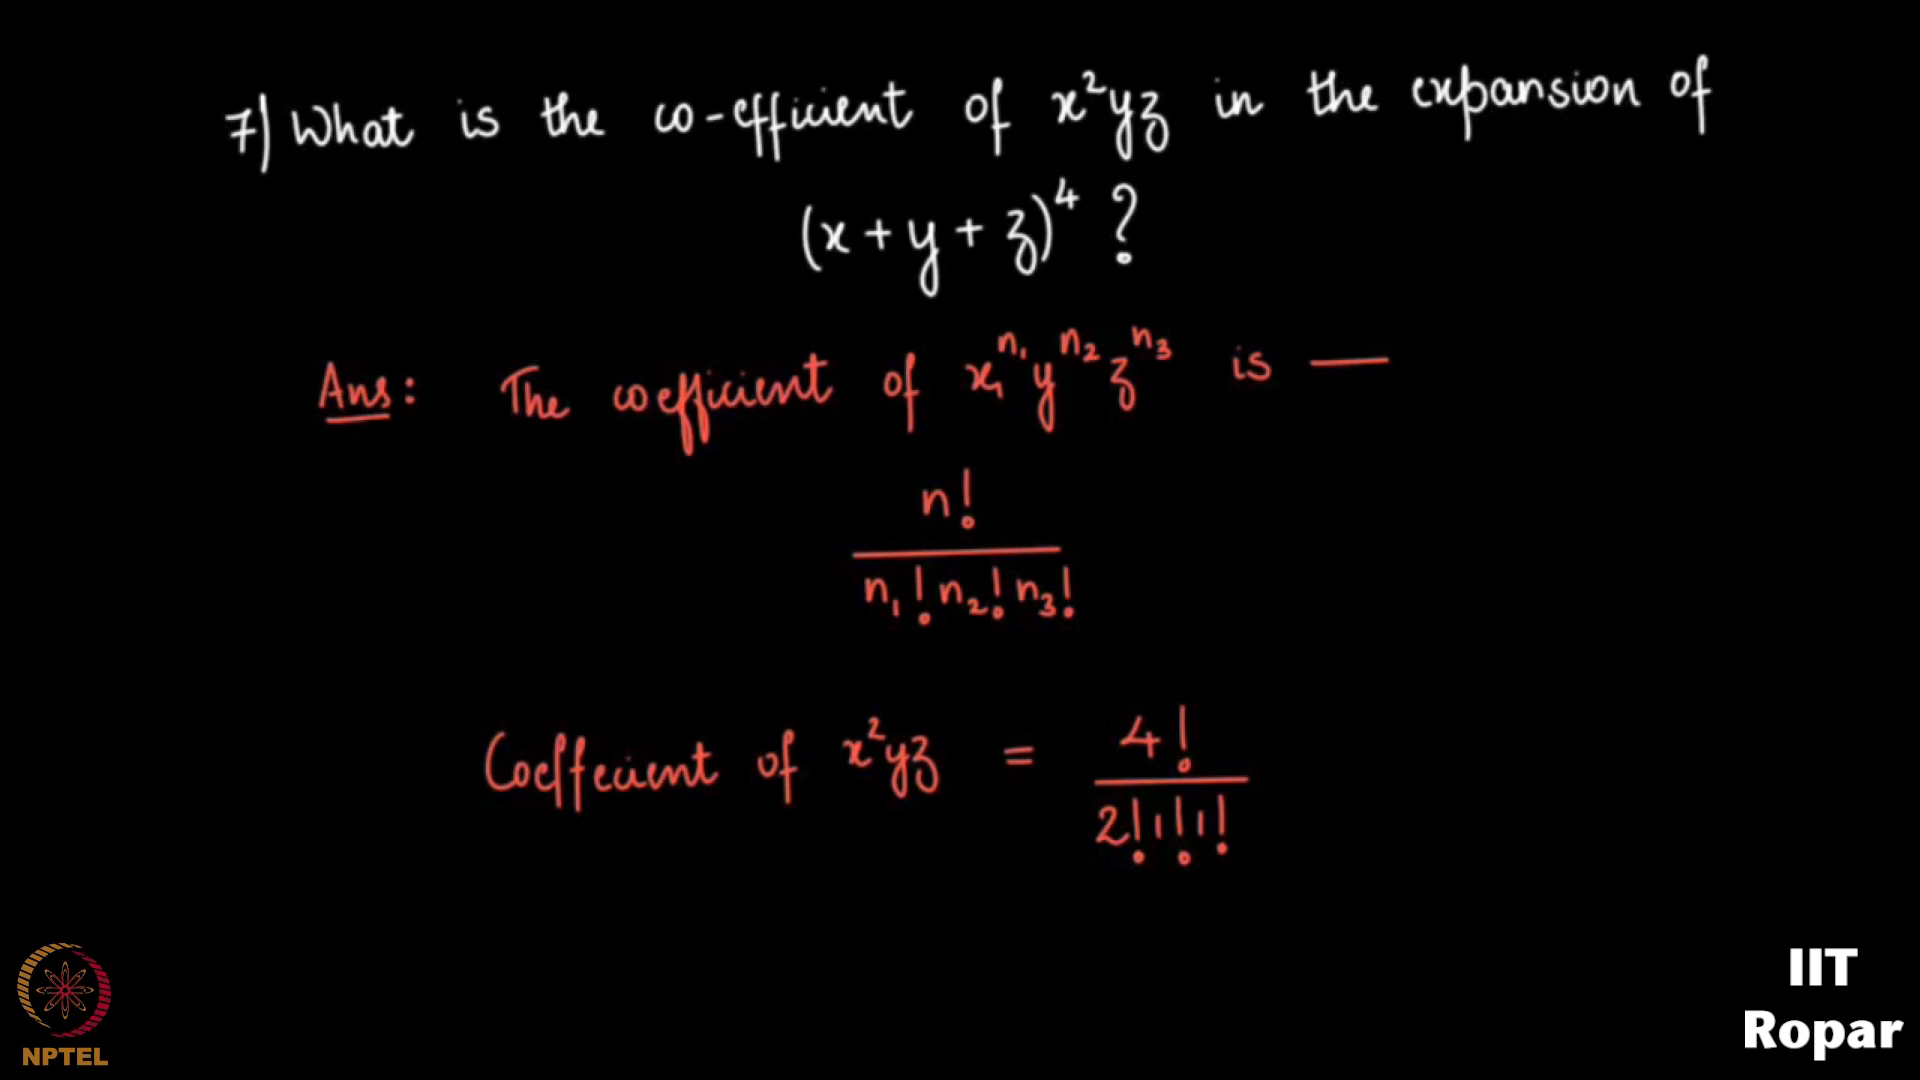 7) What is the co-efficient of x²yz in the expansion of
(x + y + z)⁴ ?
Ans: The coefficient of x₁^n₁ y^n₂ z^n₃ is —
n!
n₁! n₂! n₃!
Coeffecient of x²yz = 4!
2! 1! 1!
NPTEL
IIT
Ropar